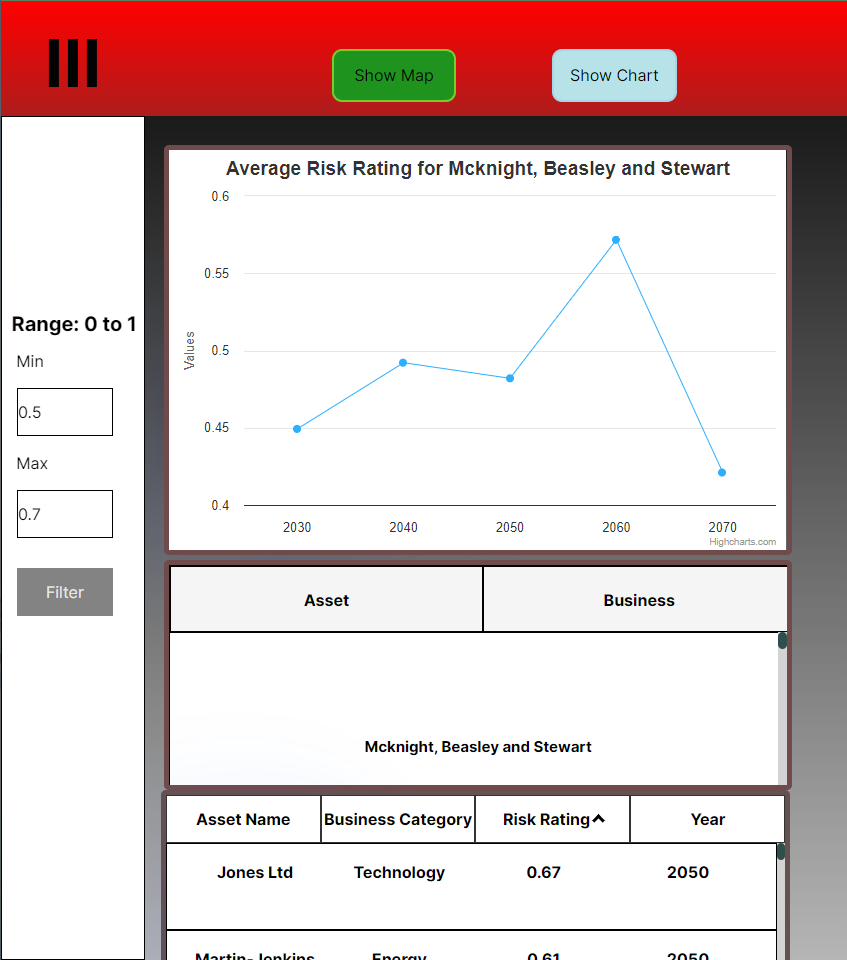 Show Map
Show Chart
Range: 0 to 1
Min
0.5
Max
0.7
Filter
Average Risk Rating for Mcknight, Beasley and Stewart
Values
0.6
0.55
0.5
0.45
0.4
2030 2040 2050 2060 2070
Highcharts.com
Asset Business
Mcknight, Beasley and Stewart
Asset Name Business Category Risk Rating Year
Jones Ltd Technology 0.67 2050
Martin-Jenkins Energy 0.61 2050